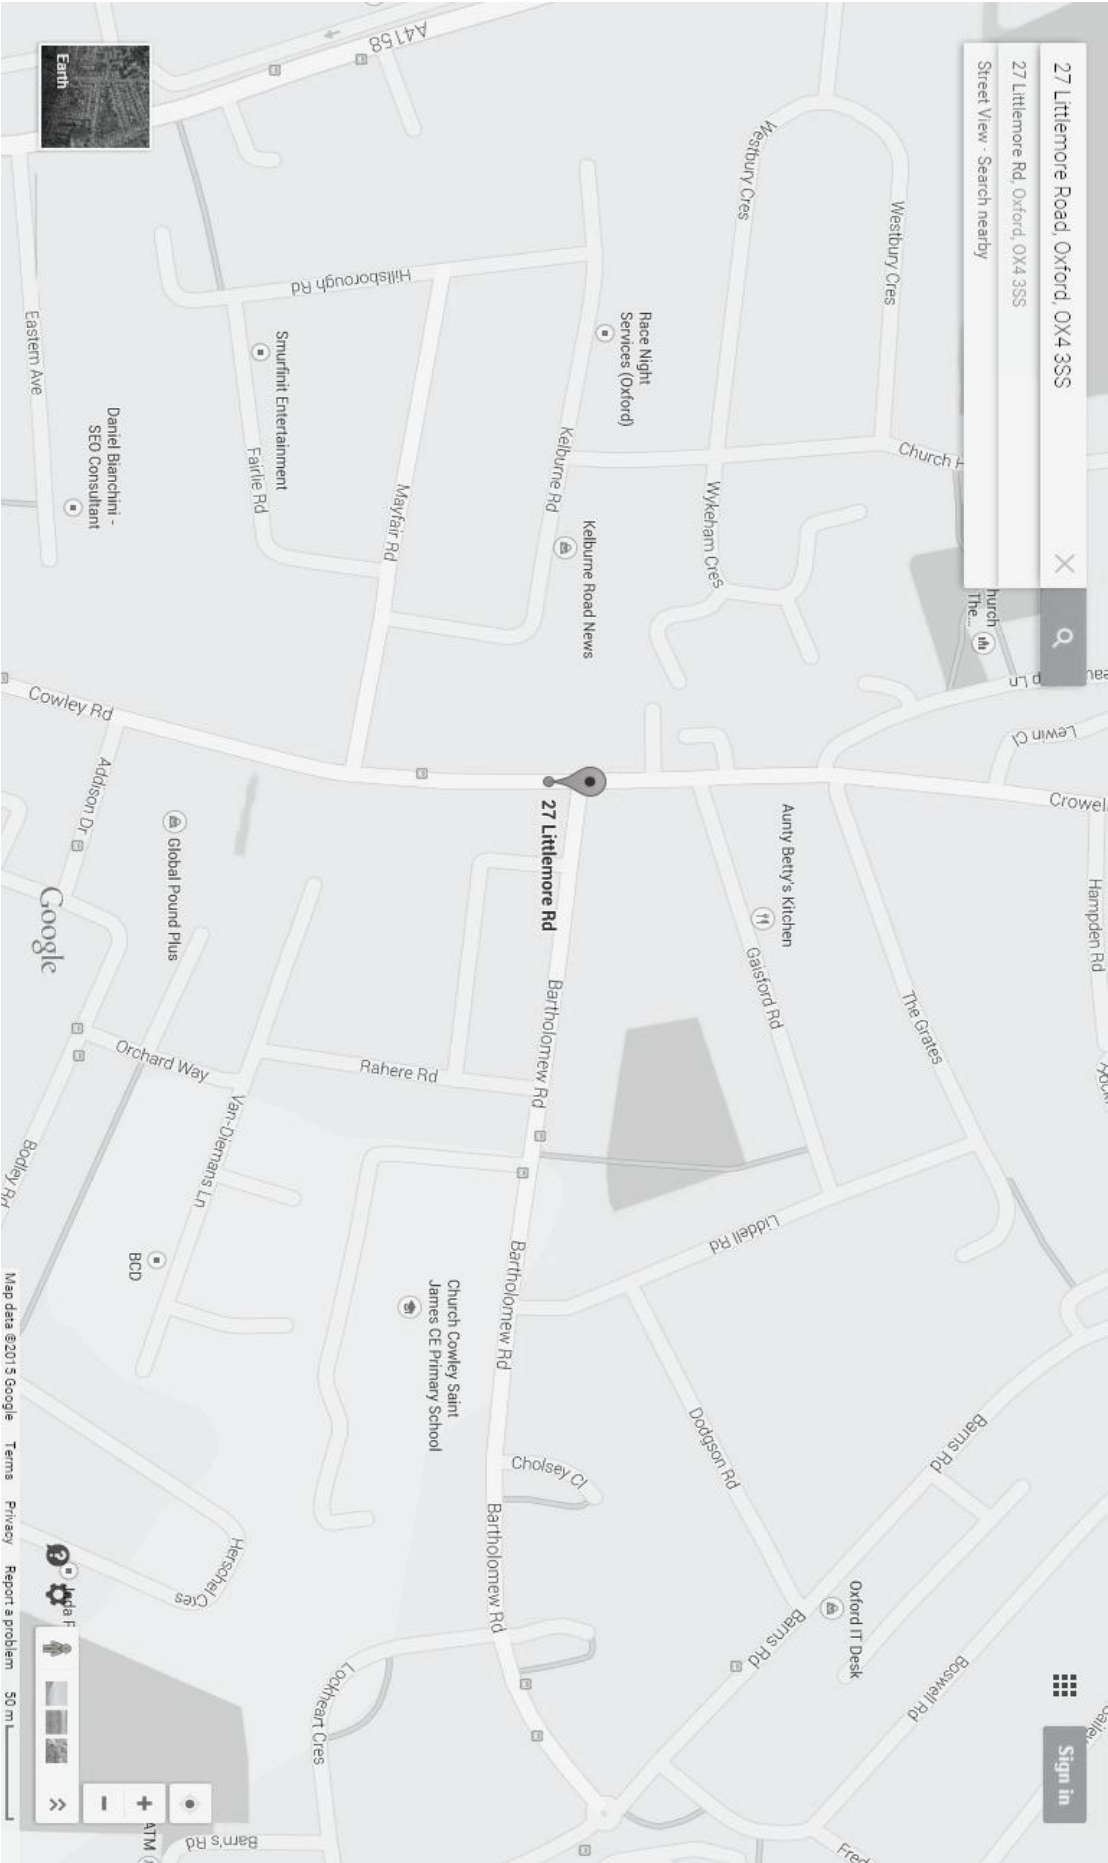 27 Littlemore Road, Oxford, OX4 3SS
27 Littlemore Rd, Oxford, OX4 3SS
Street View - Search nearby
Sign in
Hampden Rd
Lewin Cl
The...
Church
Westbury Cres
The Grates
Barns Rd
Boswell Rd
Oxford IT Desk
Westbury Cres
Aunty Betty's Kitchen
Gaisford Rd
Liddell Rd
Dodgson Rd
Barns Rd
Wykeham Cres
Race Night
Services (Oxford)
Kelburne Road News
Kelburne Rd
27 Littlemore Rd
Bartholomew Rd
Bartholomew Rd
Cholsey Cl
Bartholomew Rd
Church Cowley Saint
James CE Primary School
A4158
Hillsborough Rd
Mayfair Rd
Rahere Rd
Lockheart Cres
Smurfinit Entertainment
Fairlie Rd
Van-Diemans Ln
Herschel Cres
Barn's Rd
Global Pound Plus
Orchard Way
BCD
ATM
Daniel Bianchini -
SEO Consultant
Addison Dr
Earth
Eastern Ave
Cowley Rd
Google
Bodley Rd
Map data ©2015 Google Terms Privacy Report a problem 50 m